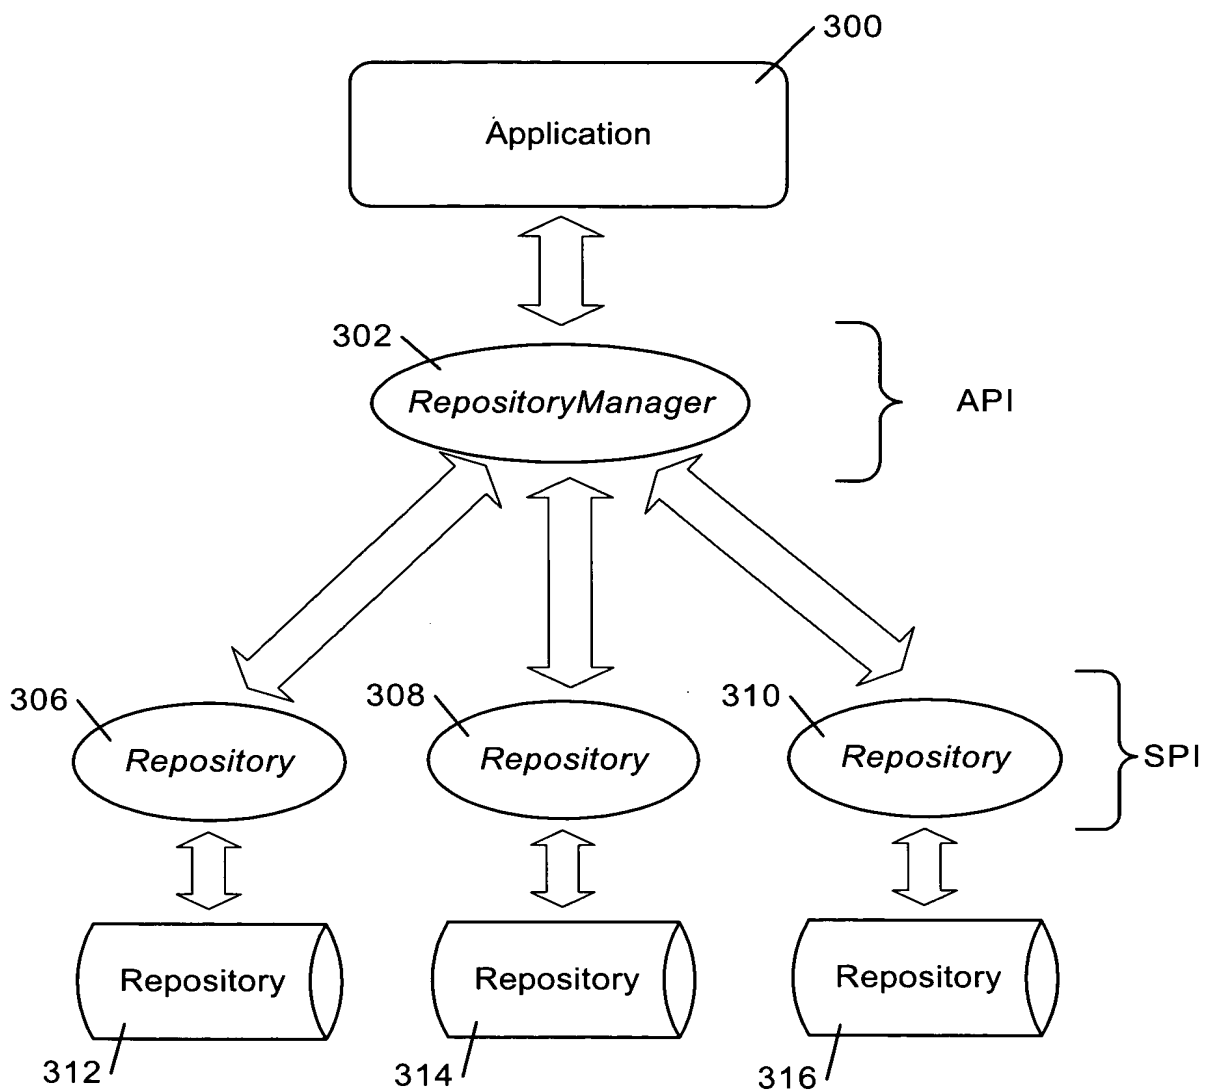 300
Application
302
RepositoryManager
API
306
308
310
Repository
Repository
Repository
SPI
Repository
Repository
Repository
312
314
316